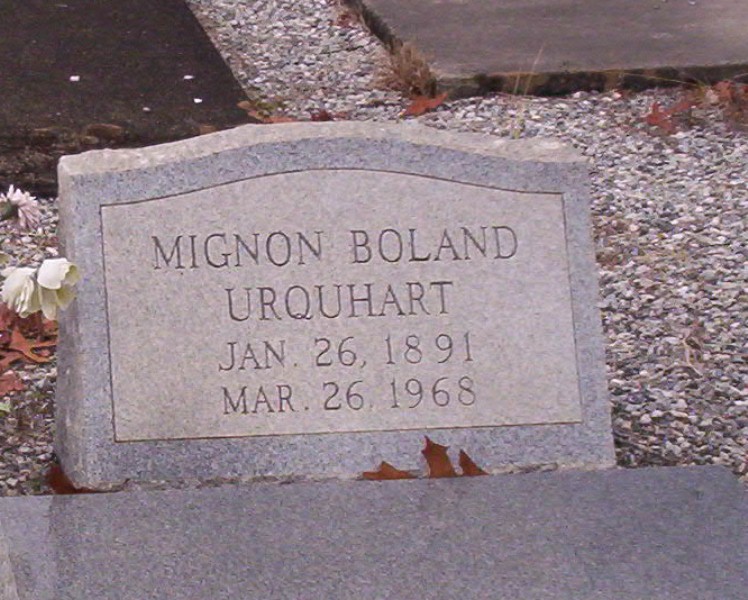 MIGNON BOLAND
URQUHART
JAN. 26, 1891
MAR. 26, 1968